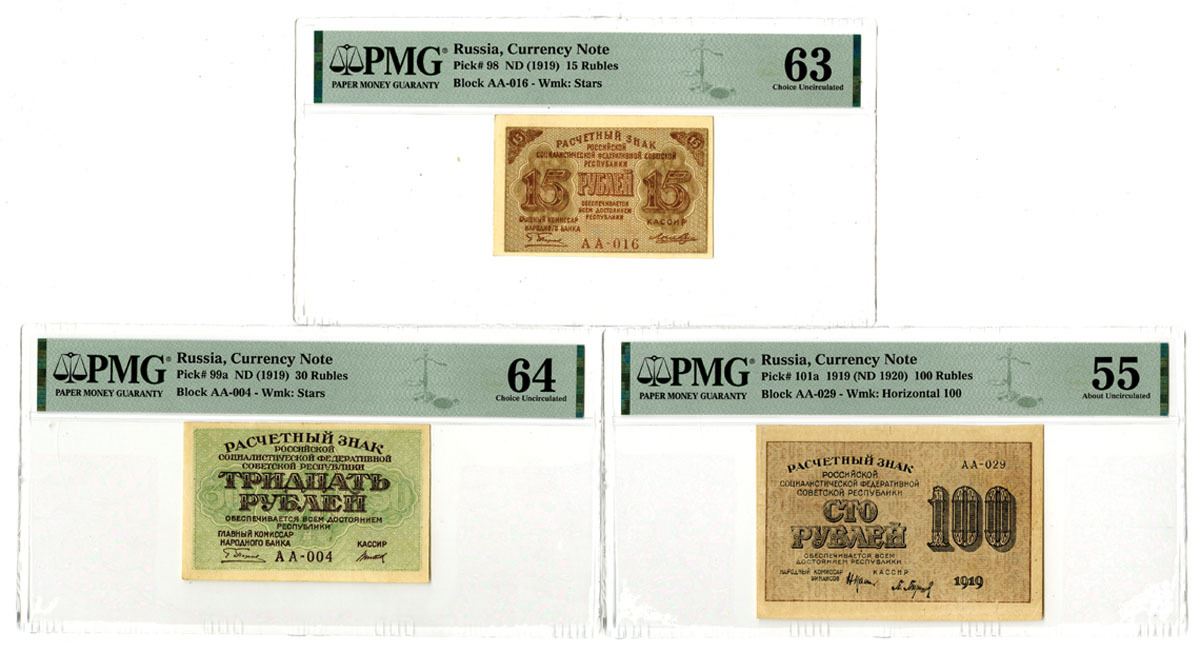 PMG
PAPER MONEY GUARANTY
Russia, Currency Note
Pick# 98 ND (1919) 15 Rubles
Block AA-016 - Wmk: Stars
63
Choice Uncirculated
15
15
РАСЧЕТНЫЙ ЗНАК
РОССИЙСКОЙ
СОЦИАЛИСТИЧЕСКОЙ ФЕДЕРАТИВНОЙ СОВЕТСКОЙ
РЕСПУБЛИКИ
15 РУБЛЕЙ 15
ОБЕСПЕЧИВАЕТСЯ
ВСЕМ ДОСТОЯНИЕМ
РЕСПУБЛИКИ
ГЛАВНЫЙ КОМИССАР
НАРОДНОГО БАНКА
КАССИР
АА-016
PMG
PAPER MONEY GUARANTY
Russia, Currency Note
Pick# 99a ND (1919) 30 Rubles
Block AA-004 - Wmk: Stars
64
Choice Uncirculated
РАСЧЕТНЫЙ ЗНАК
РОССИЙСКОЙ
СОЦИАЛИСТИЧЕСКОЙ ФЕДЕРАТИВНОЙ
СОВЕТСКОЙ РЕСПУБЛИКИ
ТРИДЦАТЬ
РУБЛЕЙ
ОБЕСПЕЧИВАЕТСЯ ВСЕМ ДОСТОЯНИЕМ
РЕСПУБЛИКИ
ГЛАВНЫЙ КОМИССАР
НАРОДНОГО БАНКА
КАССИР
АА-004
PMG
PAPER MONEY GUARANTY
Russia, Currency Note
Pick# 101a 1919 (ND 1920) 100 Rubles
Block AA-029 - Wmk: Horizontal 100
55
About Uncirculated
РАСЧЕТНЫЙ ЗНАК
РОССИЙСКОЙ
СОЦИАЛИСТИЧЕСКОЙ ФЕДЕРАТИВНОЙ
СОВЕТСКОЙ РЕСПУБЛИКИ
СТО
РУБЛЕЙ
ОБЕСПЕЧИВАЕТСЯ ВСЕМ
ДОСТОЯНИЕМ РЕСПУБЛИКИ
НАРОДНЫЙ КОМИССАР
ФИНАНСОВ
КАССИР
АА-029
100
1919